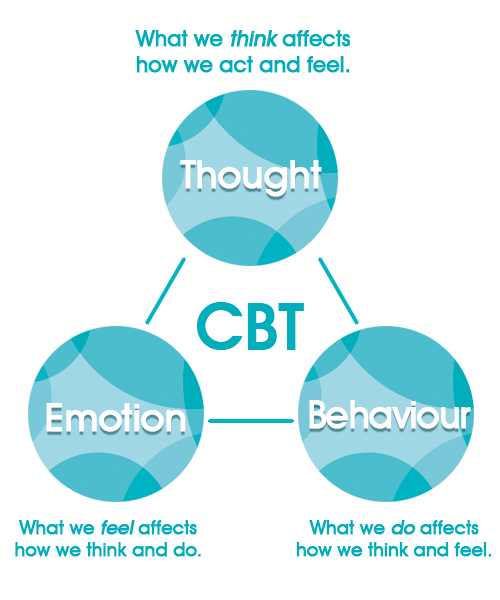 What we think affects
how we act and feel.
Thought
CBT
Emotion
Behaviour
What we feel affects
how we think and do.
What we do affects
how we think and feel.